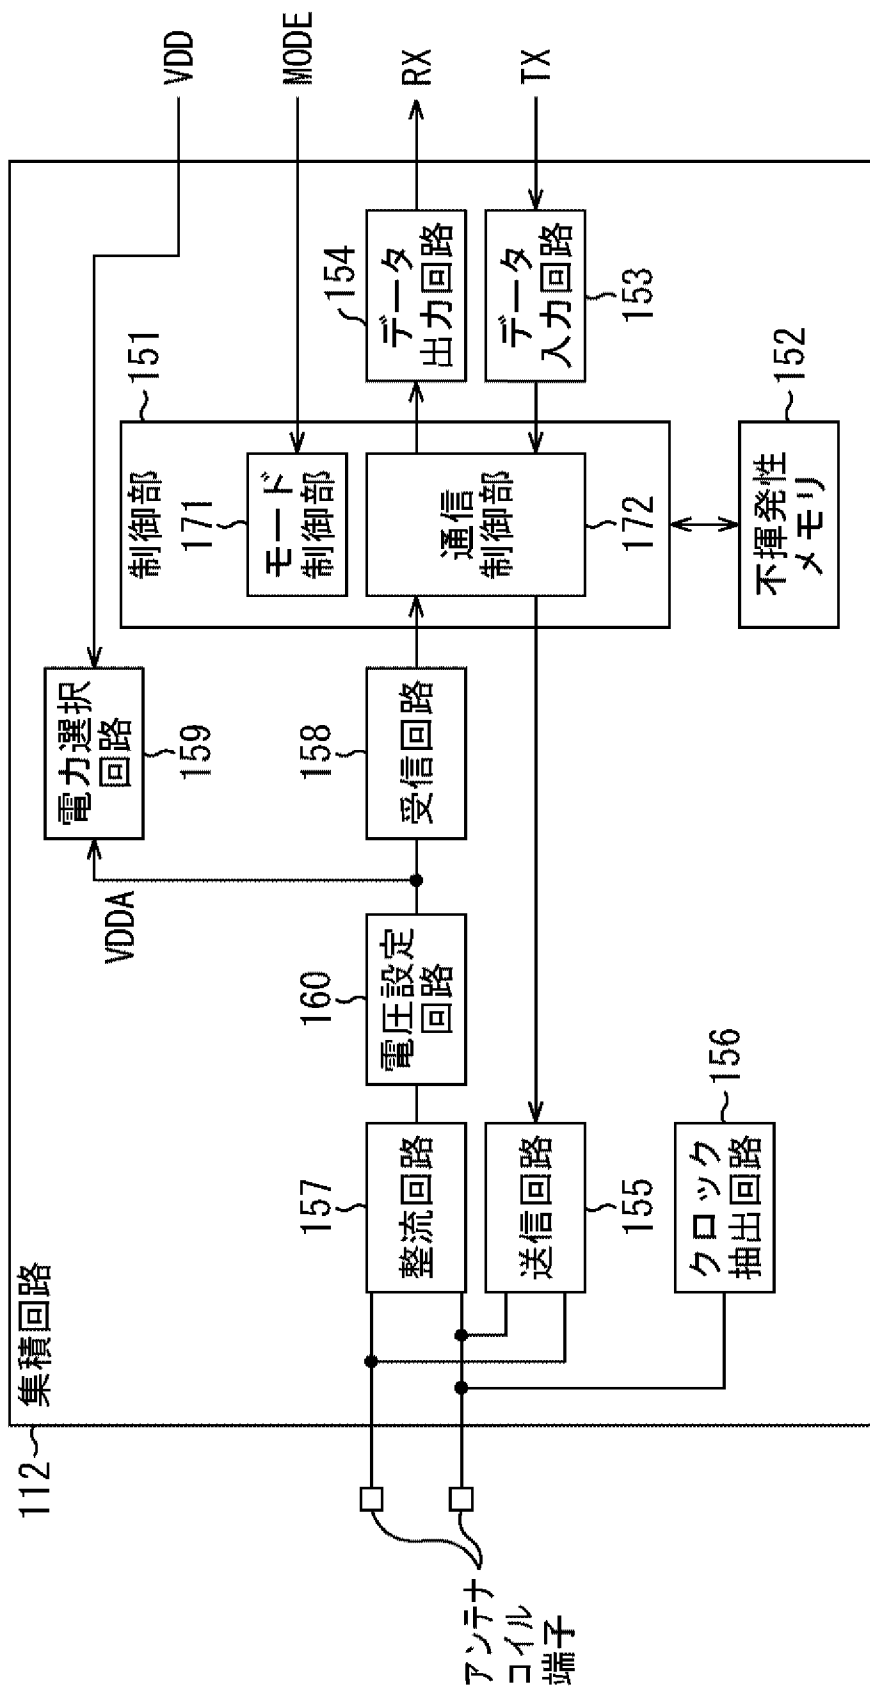 集積回路
112
VDD
MODE
RX
TX
電力選択
回路
159
VDDA
制御部
151
171
モード
制御部
通信
制御部
172
154
データ
出力回路
データ
入力回路
153
不揮発性
メモリ
152
157
整流回路
160
電圧設定
回路
158
受信回路
送信回路
155
クロック
抽出回路
156
アンテナ
コイル
端子